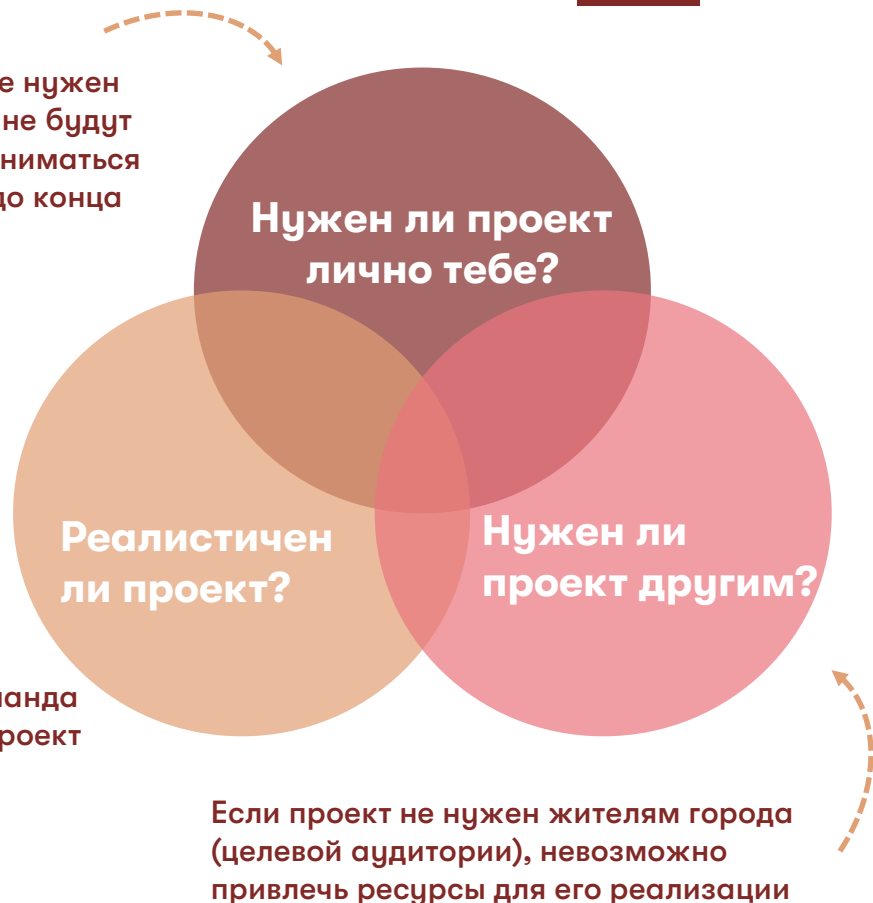 е нужен
не будут
ниматься
до конца
Нужен ли проект
лично тебе?
Реалистичен
ли проект?
Нужен ли
проект другим?
анда
роект
Если проект не нужен жителям города
(целевой аудитории), невозможно
привлечь ресурсы для его реализации